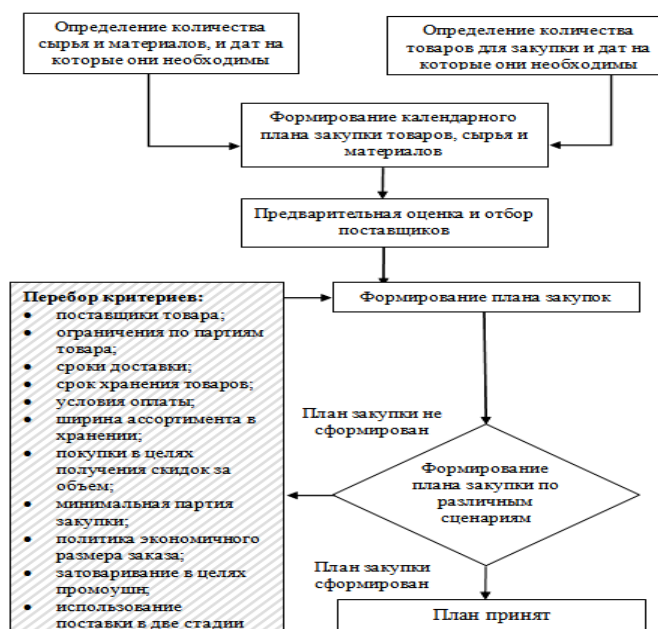 Определение количества
сырья и материалов, и дат на
которые они необходимы
Определение количества
товаров для закупки и дат на
которые они необходимы
Формирование календарного
плана закупки товаров, сырья и
материалов
Предварительная оценка и отбор
поставщиков
Формирование плана закупок
Перебор критериев:
• поставщики товара;
• ограничения по партиям
товара;
• сроки доставки;
• срок хранения товаров;
• условия оплаты;
• ширина ассортимента в
хранении;
• покупки в целях
получения скидок за
объем;
• минимальная партия
закупки;
• политика экономичного
размера заказа;
• затоваривание в целях
промоушн;
• использование
поставки в две стадии
План закупки не
сформирован
Формирование
плана закупки по
различным
сценариям
План закупки
сформирован
План принят